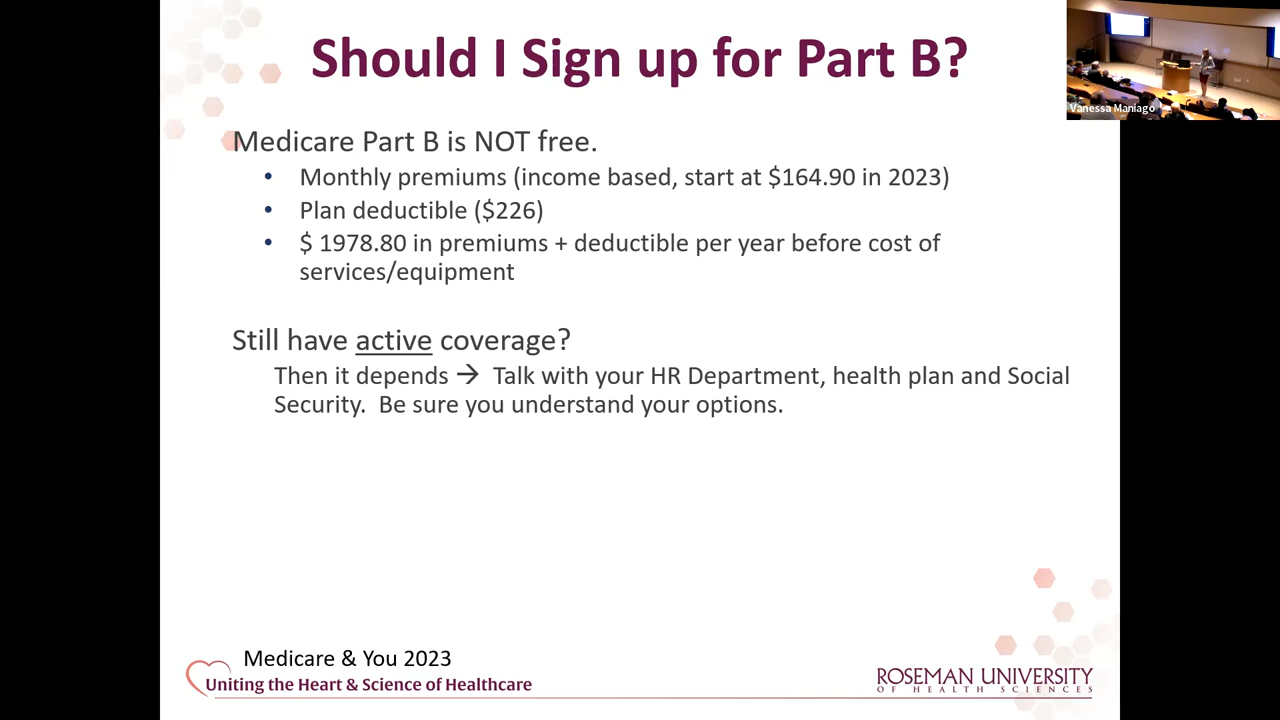 Should I Sign up for Part B?
Vanessa Maniago
Medicare Part B is NOT free.
• Monthly premiums (income based, start at $164.90 in 2023)
• Plan deductible ($226)
• $ 1978.80 in premiums + deductible per year before cost of
services/equipment
Still have active coverage?
Then it depends → Talk with your HR Department, health plan and Social
Security. Be sure you understand your options.
Medicare & You 2023
Uniting the Heart & Science of Healthcare
ROSEMAN UNIVERSITY
OF HEALTH SCIENCES